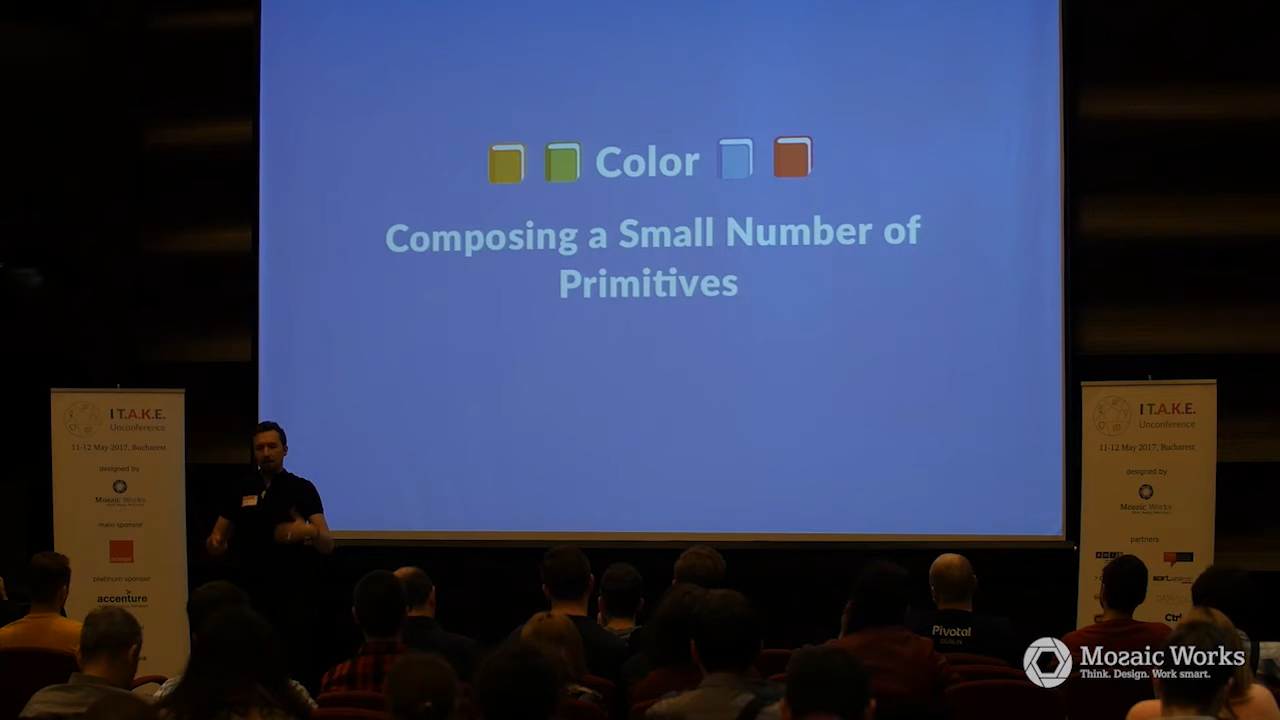 Color
Composing a Small Number of
Primitives
I T.A.K.E.
Unconference
11-12 May 2017, Bucharest
designed by
Mozaic Works
main sponsor
platinum sponsor
accenture
I T.A.K.E.
Unconference
11-12 May 2017, Bucharest
designed by
Mozaic Works
partners
Pivotal
Mozaic Works
Think. Design. Work smart.